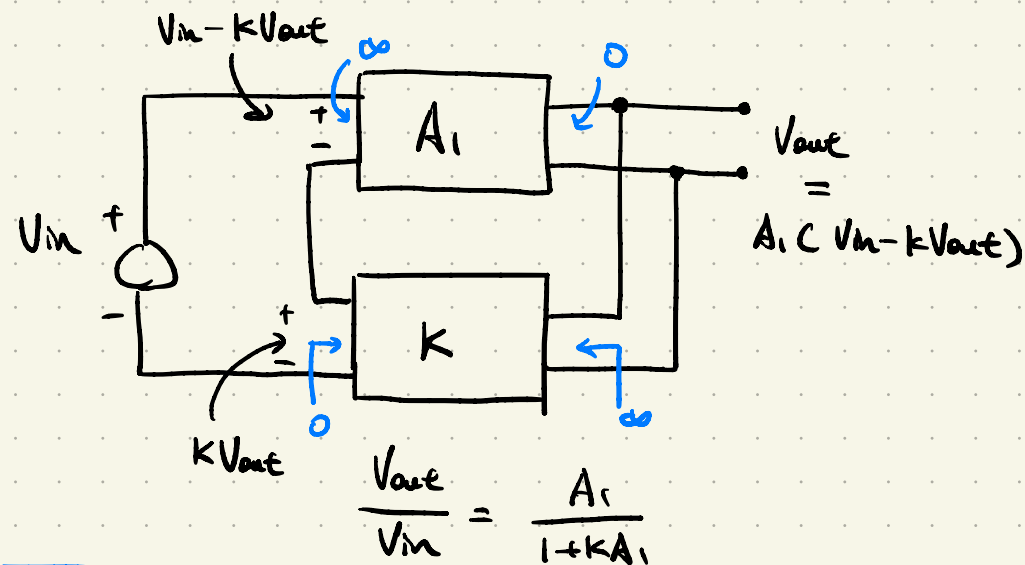 Vin-KVout
∞
0
+
-
A1
Vout
=
A1(Vin-KVout)
Vin
+
-
+
-
K
0
∞
KVout
Vout/Vin = A1/1+KA1